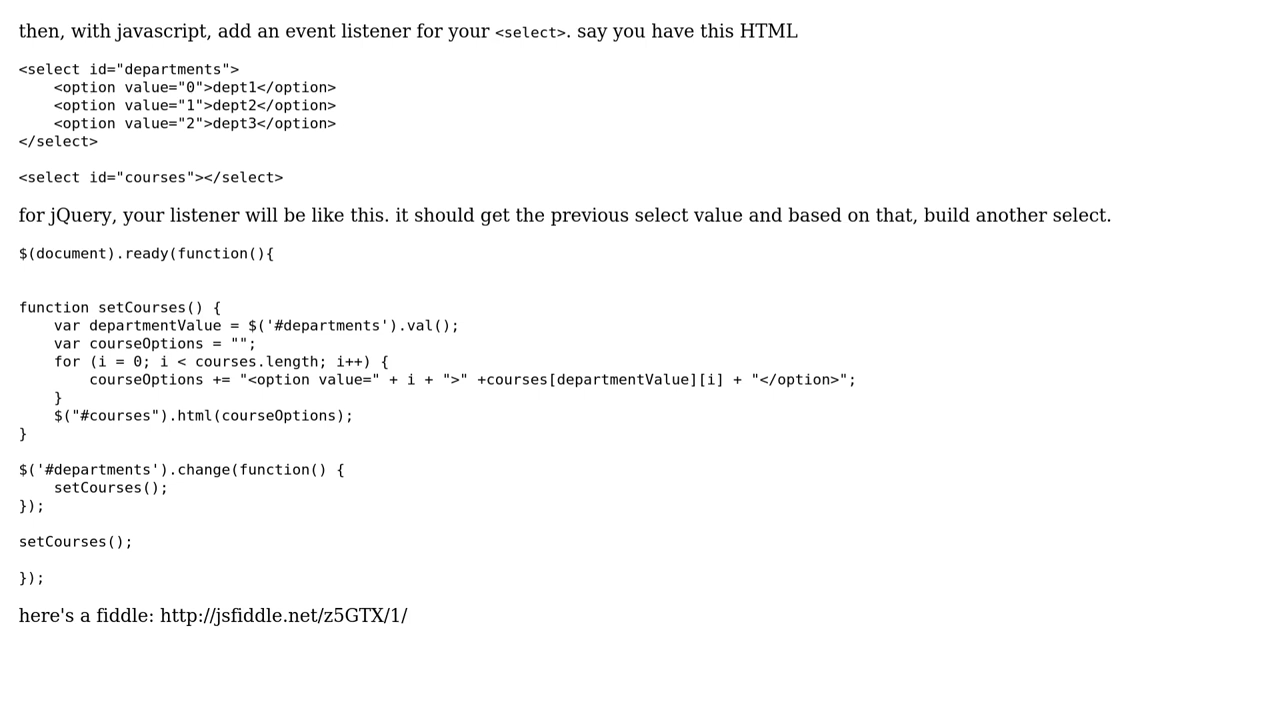 then, with javascript, add an event listener for your <select>. say you have this HTML
<select id="departments">
    <option value="0">dept1</option>
    <option value="1">dept2</option>
    <option value="2">dept3</option>
</select>
<select id="courses"></select>
for jQuery, your listener will be like this. it should get the previous select value and based on that, build another select.
$(document).ready(function(){
function setCourses() {
    var departmentValue = $('#departments').val();
    var courseOptions = "";
    for (i = 0; i < courses.length; i++) {
        courseOptions += "<option value=" + i + ">" +courses[departmentValue][i] + "</option>";
    }
    $("#courses").html(courseOptions);
}
$('#departments').change(function() {
    setCourses();
});
setCourses();
});
here's a fiddle: http://jsfiddle.net/z5GTX/1/